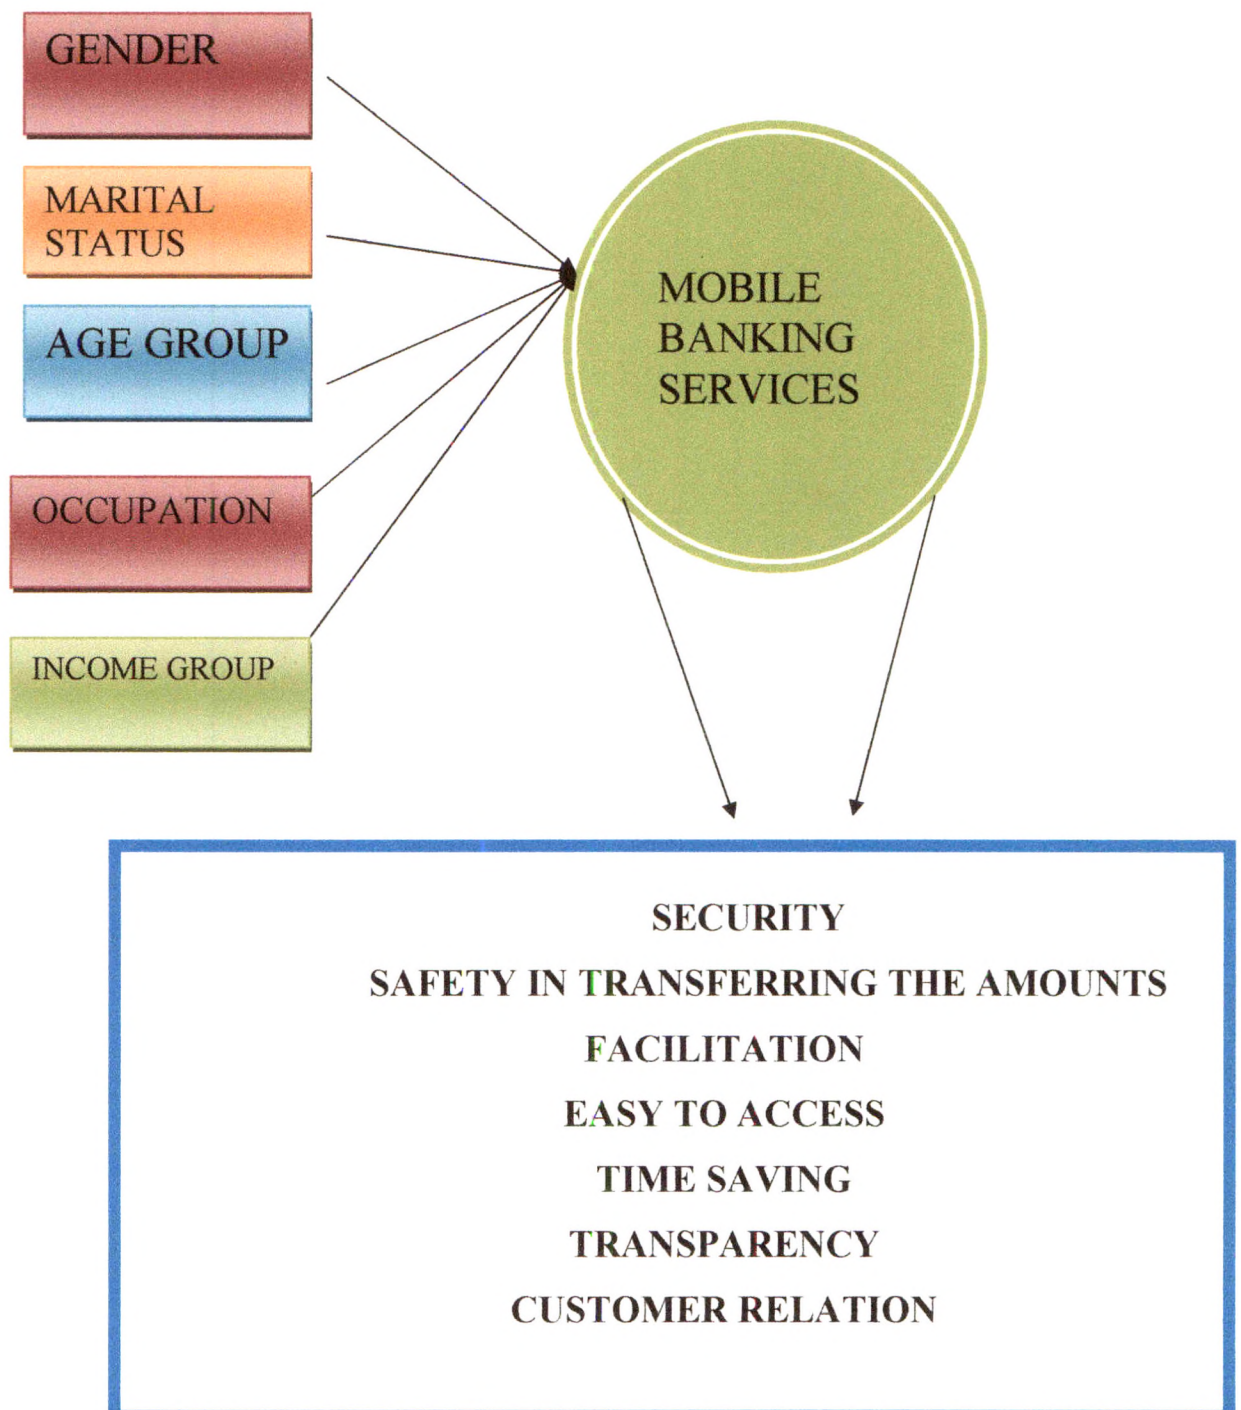 GENDER
MARITAL
STATUS
AGE GROUP
OCCUPATION
INCOME GROUP
MOBILE
BANKING
SERVICES
SECURITY
SAFETY IN TRANSFERRING THE AMOUNTS
FACILITATION
EASY TO ACCESS
TIME SAVING
TRANSPARENCY
CUSTOMER RELATION